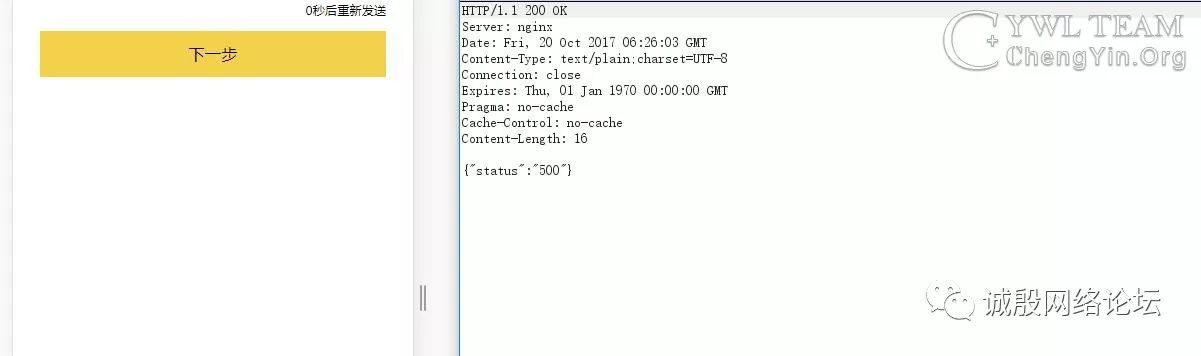 0秒后重新发送
下一步
HTTP/1.1 200 OK
Server: nginx
Date: Fri, 20 Oct 2017 06:26:03 GMT
Content-Type: text/plain;charset=UTF-8
Connection: close
Expires: Thu, 01 Jan 1970 00:00:00 GMT
Pragma: no-cache
Cache-Control: no-cache
Content-Length: 16
{"status":"500"}
CYWL TEAM
ChengYin.Org
诚殷网络论坛